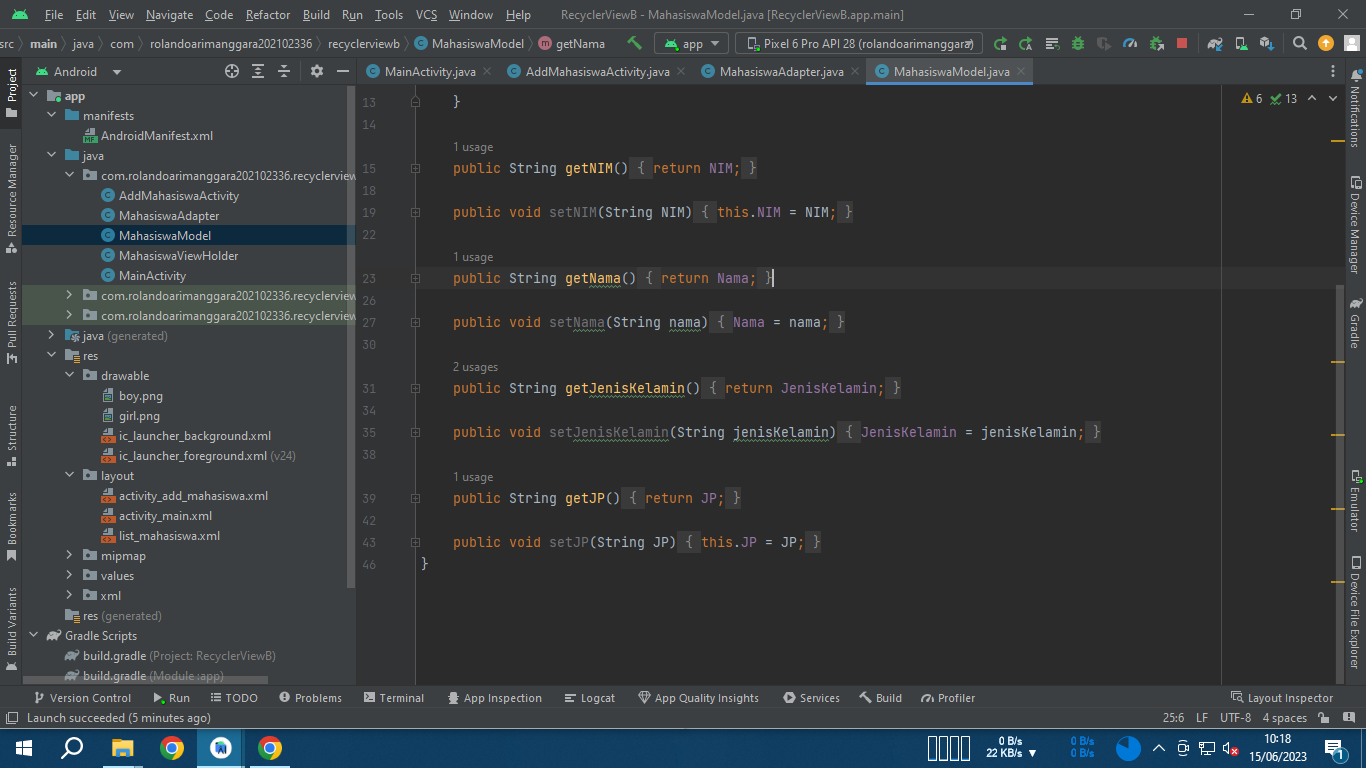 File Edit View Navigate Code Refactor Build Run Tools VCS Window Help RecyclerViewB - MahasiswaModel.java [RecyclerViewB.app.main]
src main java com rolandoarimanggara202102336 recyclerviewb MahasiswaModel getNama app Pixel 6 Pro API 28 (rolandoarimanggara)
Android
MainActivity.java AddMahasiswaActivity.java MahasiswaAdapter.java MahasiswaModel.java
Project
Resource Manager
Pull Requests
Structure
Bookmarks
Build Variants
app
manifests
AndroidManifest.xml
java
com.rolandoarimanggara202102336.recyclerview
AddMahasiswaActivity
MahasiswaAdapter
MahasiswaModel
MahasiswaViewHolder
MainActivity
com.rolandoarimanggara202102336.recyclerview
com.rolandoarimanggara202102336.recyclerview
java (generated)
res
drawable
boy.png
girl.png
ic_launcher_background.xml
ic_launcher_foreground.xml (v24)
layout
activity_add_mahasiswa.xml
activity_main.xml
list_mahasiswa.xml
mipmap
values
xml
res (generated)
Gradle Scripts
build.gradle (Project: RecyclerViewB)
build.gradle (Module :app)
6 13
13 }
14
1 usage
15 public String getNIM() { return NIM; }
18
19 public void setNIM(String NIM) { this.NIM = NIM; }
22
1 usage
23 public String getNama() { return Nama; }
26
27 public void setNama(String nama) { Nama = nama; }
30
2 usages
31 public String getJenisKelamin() { return JenisKelamin; }
34
35 public void setJenisKelamin(String jenisKelamin) { JenisKelamin = jenisKelamin; }
38
1 usage
39 public String getJP() { return JP; }
42
43 public void setJP(String JP) { this.JP = JP; }
46 }
Notifications
Device Manager
Gradle
Emulator
Device File Explorer
Version Control Run TODO Problems Terminal App Inspection Logcat App Quality Insights Services Build Profiler Layout Inspector
Launch succeeded (5 minutes ago) 25:6 LF UTF-8 4 spaces
0 B/s 0 B/s 10:18
22 KB/s 0 B/s 15/06/2023 1